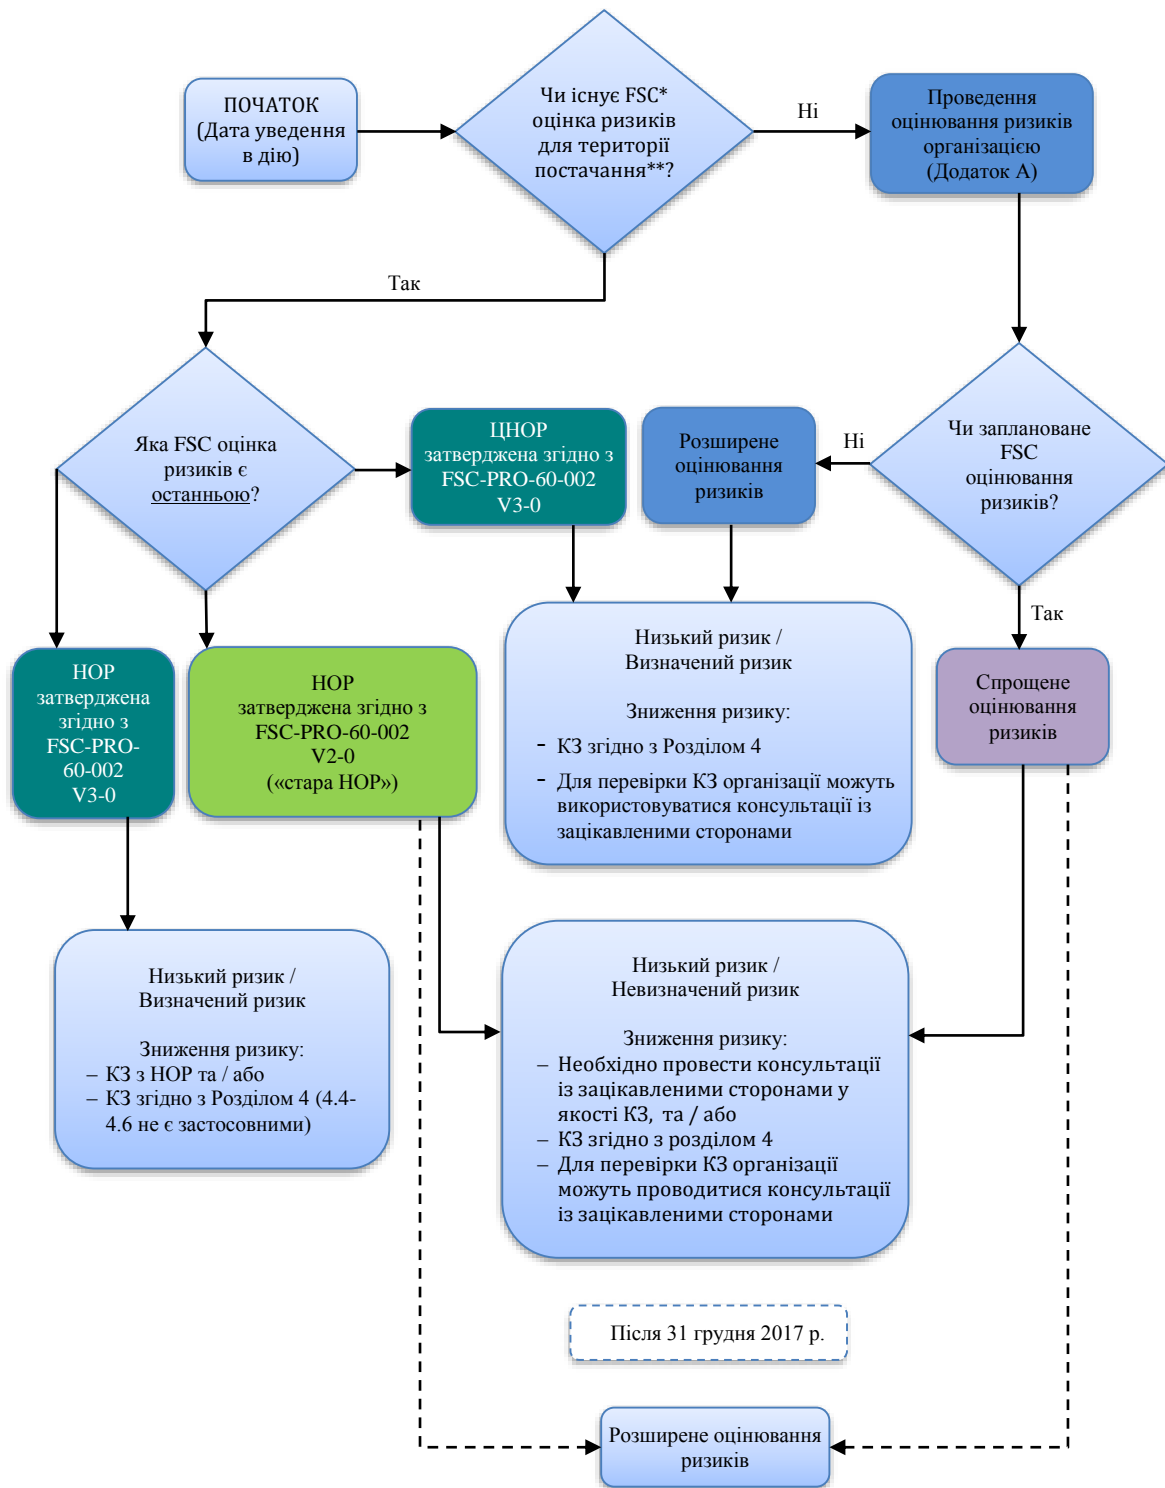 ПОЧАТОК
(Дата уведення
в дію)
Чи існує FSC*
оцінка ризиків
для території
постачання**?
Ні
Проведення
оцінювання ризиків
організацією
(Додаток А)
Так
Яка FSC оцінка
ризиків є
останньою?
ЦНОР
затверджена згідно з
FSC-PRO-60-002
V3-0
Розширене
оцінювання
ризиків
Ні
Чи заплановане
FSC
оцінювання
ризиків?
Так
НОР
затверджена
згідно з
FSC-PRO-
60-002
V3-0
НОР
затверджена згідно з
FSC-PRO-60-002
V2-0
(«стара НОР»)
Низький ризик /
Визначений ризик
Зниження ризику:
- КЗ згідно з Розділом 4
- Для перевірки КЗ організації можуть
використовуватися консультації із
зацікавленими сторонами
Спрощене
оцінювання
ризиків
Низький ризик /
Визначений ризик
Зниження ризику:
– КЗ з НОР та / або
– КЗ згідно з Розділом 4 (4.4-
4.6 не є застосовними)
Низький ризик /
Невизначений ризик
Зниження ризику:
– Необхідно провести консультації
із зацікавленими сторонами у
якості КЗ, та / або
– КЗ згідно з розділом 4
– Для перевірки КЗ організації
можуть проводитися консультації
із зацікавленими сторонами
Після 31 грудня 2017 р.
Розширене оцінювання
ризиків